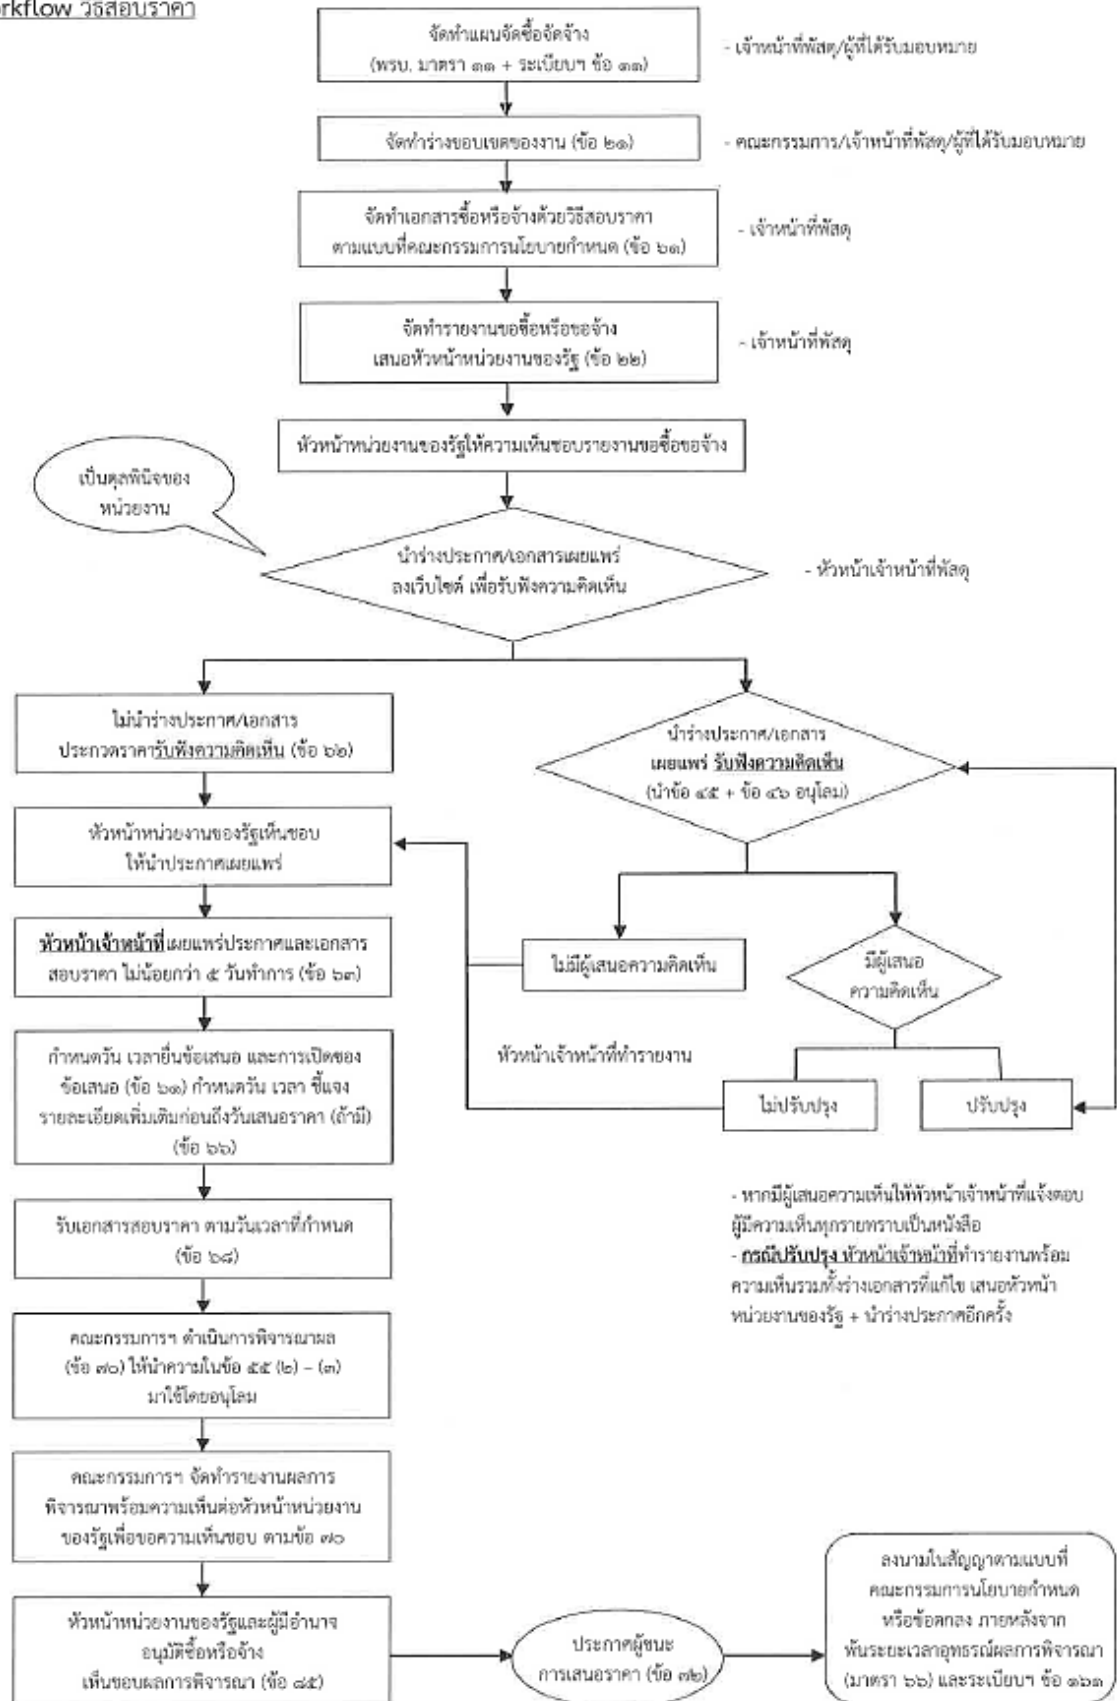 rkflow วิธีสอบราคา
จัดทำแผนจัดซื้อจัดจ้าง
(พรบ. มาตรา ๑๑ + ระเบียบฯ ข้อ ๑๑)
- เจ้าหน้าที่พัสดุ/ผู้ที่ได้รับมอบหมาย
จัดทำร่างขอบเขตของงาน (ข้อ ๒๑)
- คณะกรรมการ/เจ้าหน้าที่พัสดุ/ผู้ที่ได้รับมอบหมาย
จัดทำเอกสารซื้อหรือจ้างด้วยวิธีสอบราคา
ตามแบบที่คณะกรรมการนโยบายกำหนด (ข้อ ๖๑)
- เจ้าหน้าที่พัสดุ
จัดทำรายงานขอซื้อหรือขอจ้าง
เสนอหัวหน้าหน่วยงานของรัฐ (ข้อ ๒๒)
- เจ้าหน้าที่พัสดุ
หัวหน้าหน่วยงานของรัฐให้ความเห็นชอบรายงานขอซื้อขอจ้าง
เป็นดุลพินิจของ
หน่วยงาน
นำร่างประกาศ/เอกสารเผยแพร่
ลงเว็บไซต์ เพื่อรับฟังความคิดเห็น
- หัวหน้าเจ้าหน้าที่พัสดุ
ไม่นำร่างประกาศ/เอกสาร
ประกวดราคารับฟังความคิดเห็น (ข้อ ๖๒)
นำร่างประกาศ/เอกสาร
เผยแพร่ รับฟังความคิดเห็น
(นำข้อ ๔๕ + ข้อ ๔๖ อนุโลม)
หัวหน้าหน่วยงานของรัฐเห็นชอบ
ให้นำประกาศเผยแพร่
หัวหน้าเจ้าหน้าที่เผยแพร่ประกาศและเอกสาร
สอบราคา ไม่น้อยกว่า ๕ วันทำการ (ข้อ ๖๓)
ไม่มีผู้เสนอความคิดเห็น
มีผู้เสนอ
ความคิดเห็น
กำหนดวัน เวลายื่นข้อเสนอ และการเปิดซอง
ข้อเสนอ (ข้อ ๖๑) กำหนดวัน เวลา ชี้แจง
รายละเอียดเพิ่มเติมก่อนถึงวันเสนอราคา (ถ้ามี)
(ข้อ ๖๖)
หัวหน้าเจ้าหน้าที่ทำรายงาน
ไม่ปรับปรุง
ปรับปรุง
- หากมีผู้เสนอความเห็นให้หัวหน้าเจ้าหน้าที่แจ้งตอบ
ผู้มีความเห็นทุกรายทราบเป็นหนังสือ
- กรณีปรับปรุง หัวหน้าเจ้าหน้าที่ทำรายงานพร้อม
ความเห็นรวมทั้งร่างเอกสารที่แก้ไข เสนอหัวหน้า
หน่วยงานของรัฐ + นำร่างประกาศอีกครั้ง
รับเอกสารสอบราคา ตามวันเวลาที่กำหนด
(ข้อ ๖๘)
คณะกรรมการฯ ดำเนินการพิจารณาผล
(ข้อ ๗๐) ให้นำความในข้อ ๕๕ (๒) – (๓)
มาใช้โดยอนุโลม
คณะกรรมการฯ จัดทำรายงานผลการ
พิจารณาพร้อมความเห็นต่อหัวหน้าหน่วยงาน
ของรัฐเพื่อขอความเห็นชอบ ตามข้อ ๗๐
หัวหน้าหน่วยงานของรัฐและผู้มีอำนาจ
อนุมัติซื้อหรือจ้าง
เห็นชอบผลการพิจารณา (ข้อ ๘๕)
ประกาศผู้ชนะ
การเสนอราคา (ข้อ ๗๒)
ลงนามในสัญญาตามแบบที่
คณะกรรมการนโยบายกำหนด
หรือข้อตกลง ภายหลังจาก
พ้นระยะเวลาอุทธรณ์ผลการพิจารณา
(มาตรา ๖๖) และระเบียบฯ ข้อ ๑๖๑